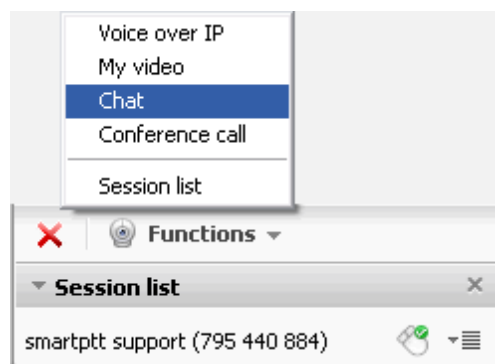 Voice over IP
My video
Chat
Conference call
Session list
Functions
Session list
smartptt support (795 440 884)